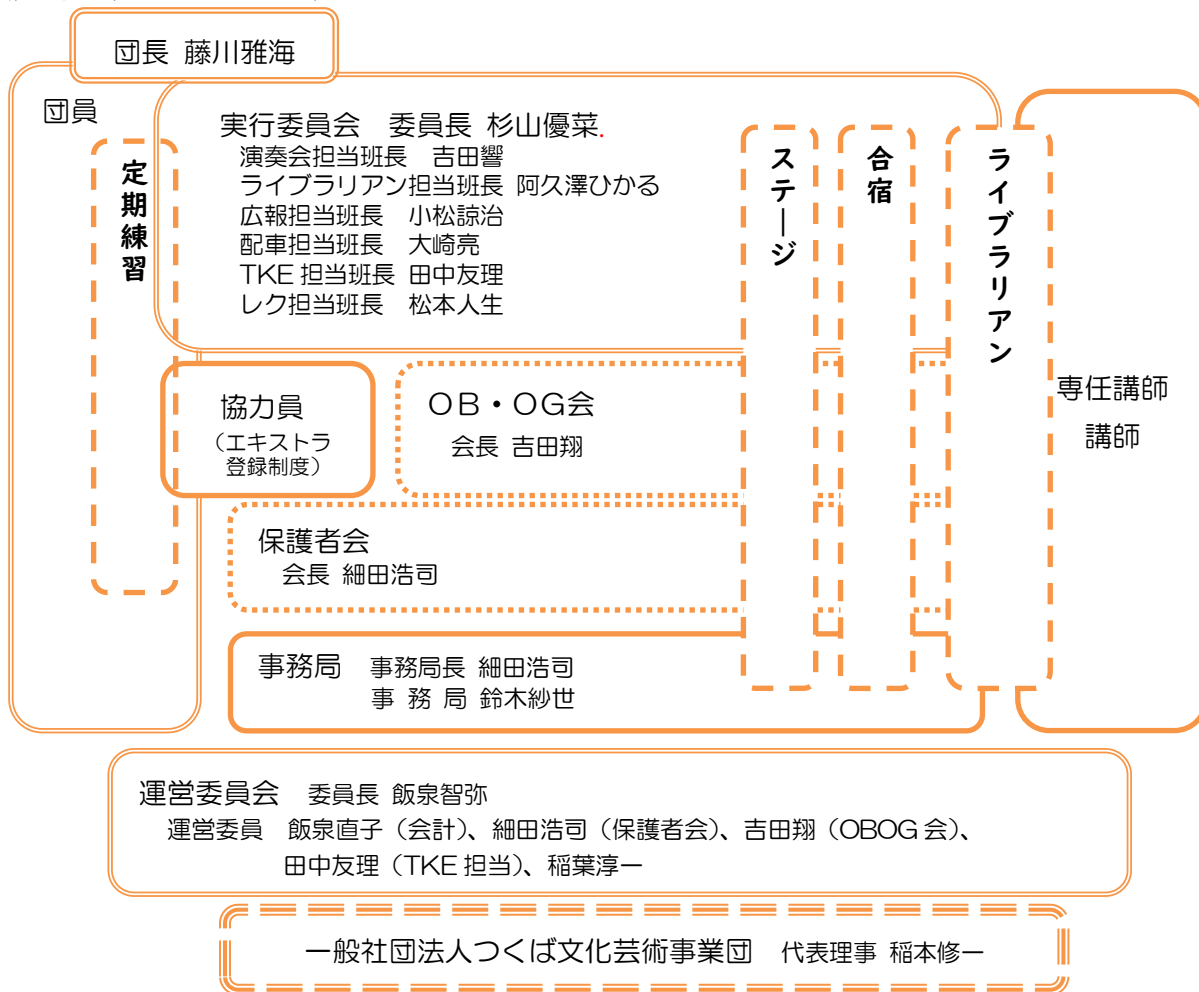 団長 藤川雅海
団員
定期練習
実行委員会 委員長 杉山優菜.
演奏会担当班長 吉田響
ライブラリアン担当班長 阿久澤ひかる
広報担当班長 小松諒治
配車担当班長 大崎亮
TKE 担当班長 田中友理
レク担当班長 松本人生
ステージ
合宿
ライブラリアン
専任講師
講師
協力員
（エキストラ
登録制度）
OB・OG会
会長 吉田翔
保護者会
会長 細田浩司
事務局 事務局長 細田浩司
事 務 局 鈴木紗世
運営委員会 委員長 飯泉智弥
運営委員 飯泉直子（会計）、細田浩司（保護者会）、吉田翔（OBOG 会）、
田中友理（TKE 担当）、稲葉淳一
一般社団法人つくば文化芸術事業団 代表理事 稲本修一